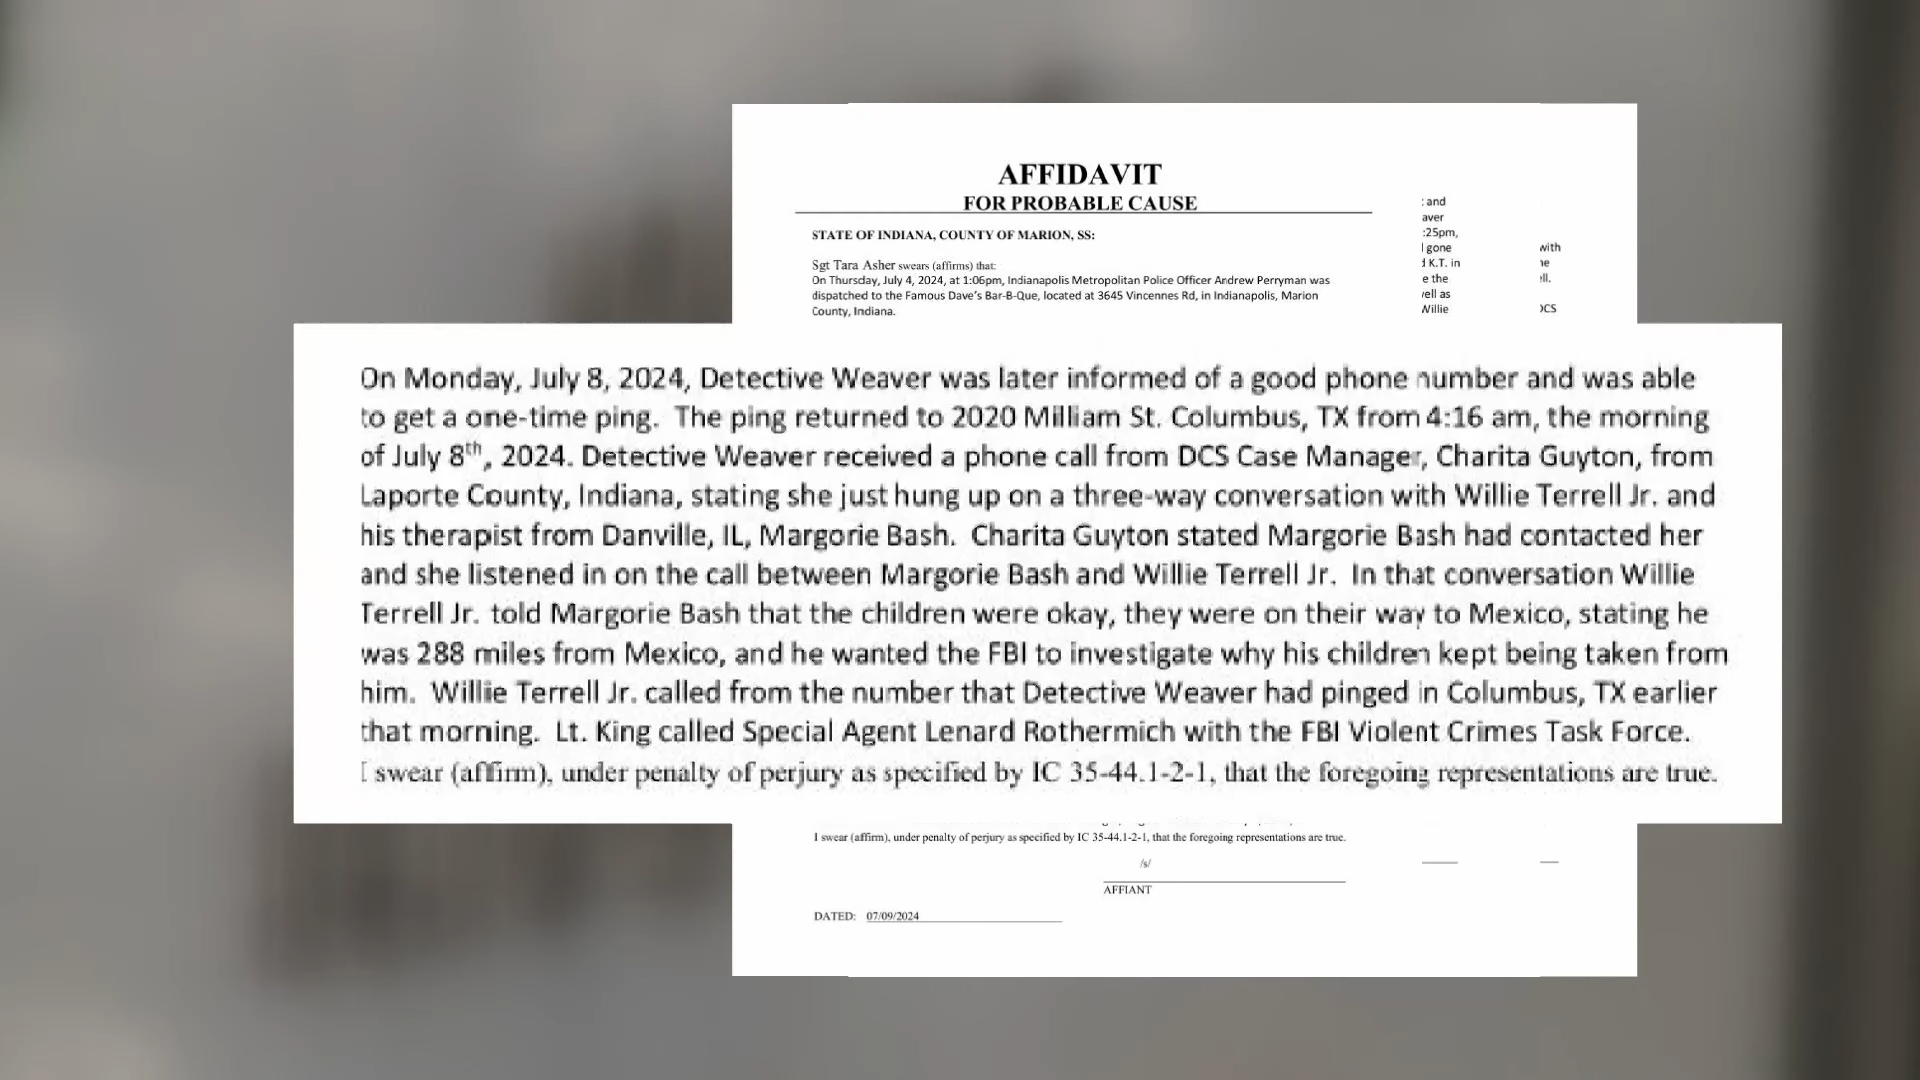 AFFIDAVIT
FOR PROBABLE CAUSE
STATE OF INDIANA, COUNTY OF MARION, SS:
Sgt Tara Asher swears (affirms) that:
On Thursday, July 4, 2024, at 1:06pm, Indianapolis Metropolitan Police Officer Andrew Perryman was
dispatched to the Famous Dave's Bar-B-Que, located at 3645 Vincennes Rd, in Indianapolis, Marion
County, Indiana.
and
aver
:25pm,
gone
K.T. in
e the
ell as
Willie
with
ne
ell.
DCS
On Monday, July 8, 2024, Detective Weaver was later informed of a good phone number and was able
to get a one-time ping. The ping returned to 2020 Milliam St. Columbus, TX from 4:16 am, the morning
of July 8th, 2024. Detective Weaver received a phone call from DCS Case Manager, Charita Guyton, from
Laporte County, Indiana, stating she just hung up on a three-way conversation with Willie Terrell Jr. and
his therapist from Danville, IL, Margorie Bash. Charita Guyton stated Margorie Bash had contacted her
and she listened in on the call between Margorie Bash and Willie Terrell Jr. In that conversation Willie
Terrell Jr. told Margorie Bash that the children were okay, they were on their way to Mexico, stating he
was 288 miles from Mexico, and he wanted the FBI to investigate why his children kept being taken from
him. Willie Terrell Jr. called from the number that Detective Weaver had pinged in Columbus, TX earlier
that morning. Lt. King called Special Agent Lenard Rothermich with the FBI Violent Crimes Task Force.
I swear (affirm), under penalty of perjury as specified by IC 35-44.1-2-1, that the foregoing representations are true.
I swear (affirm), under penalty of perjury as specified by IC 35-44.1-2-1, that the foregoing representations are true.
/s/
AFFIANT
DATED: 07/09/2024